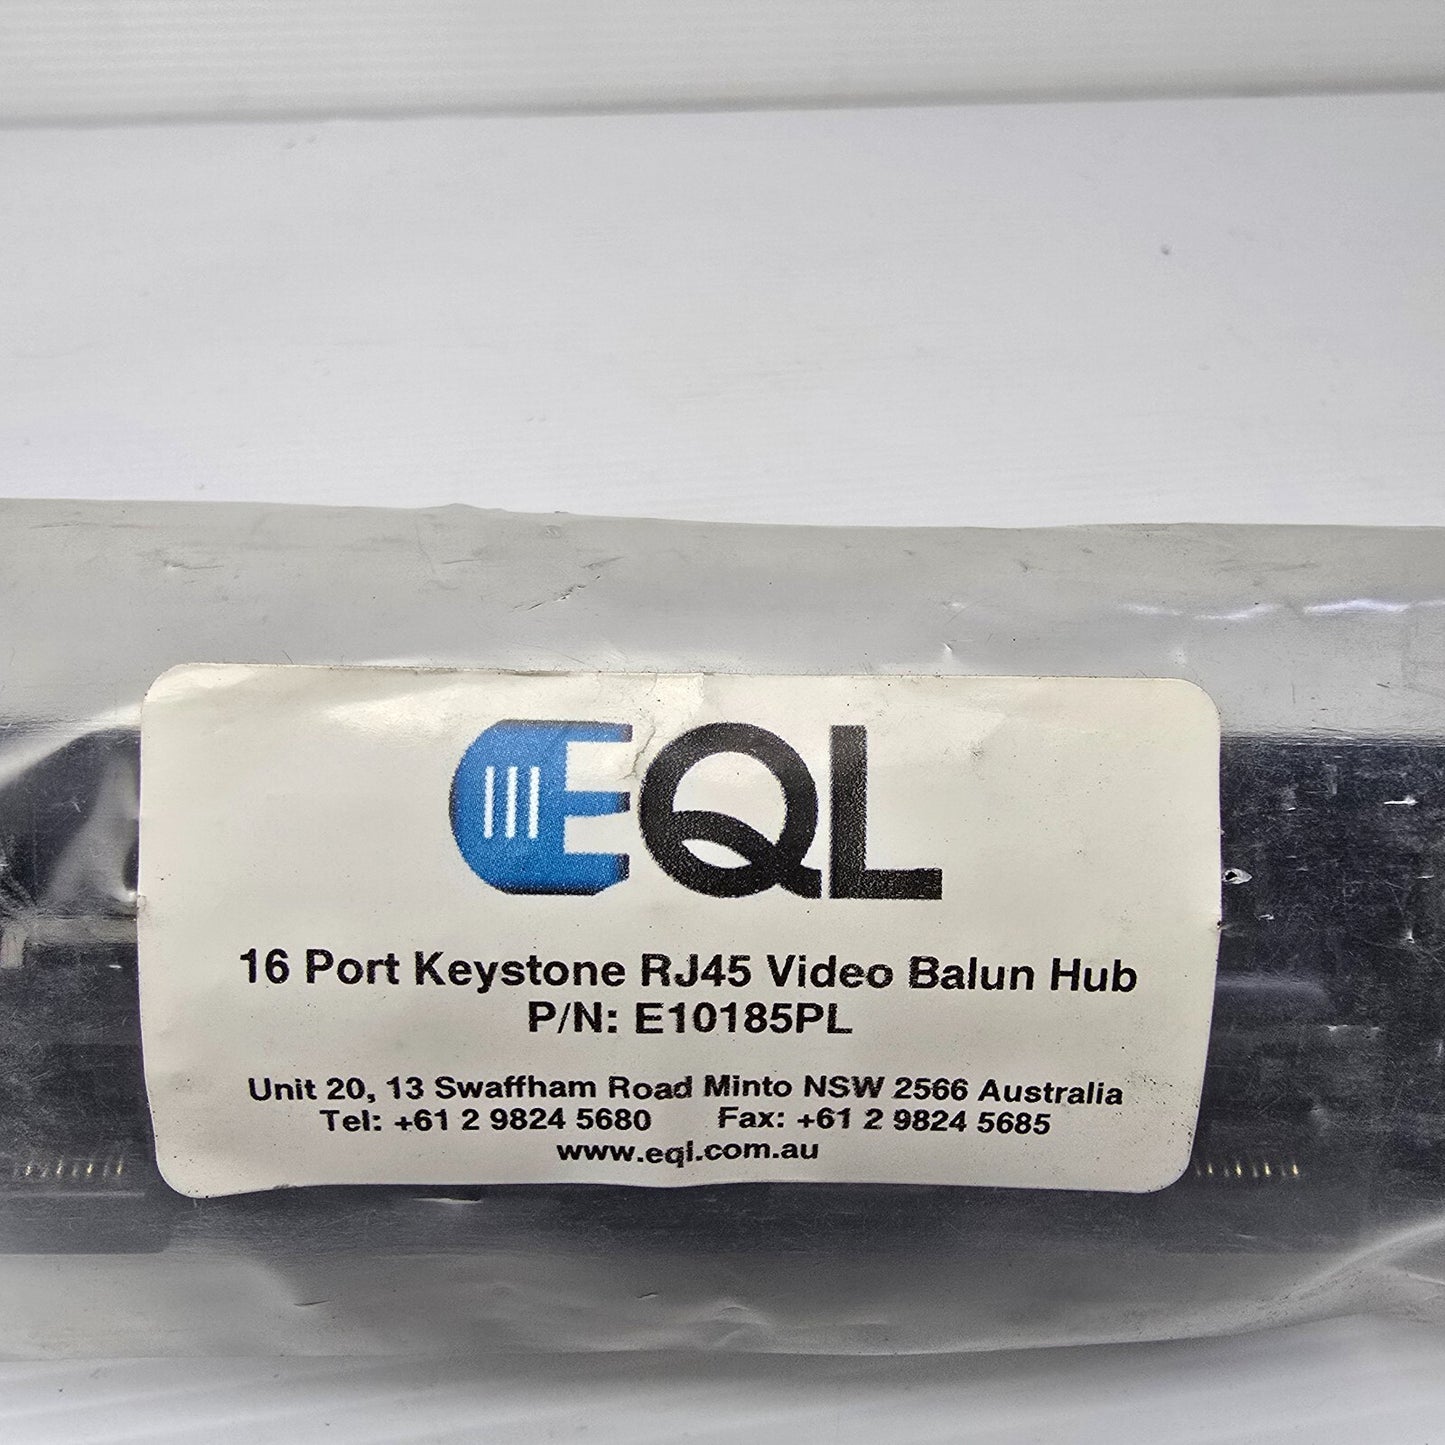 EQL
16 Port Keystone RJ45 Video Balun Hub
P/N: E10185PL
Unit 20, 13 Swaffham Road Minto NSW 2566 Australia
Tel: +61 2 9824 5680 Fax: +61 2 9824 5685
www.eql.com.au